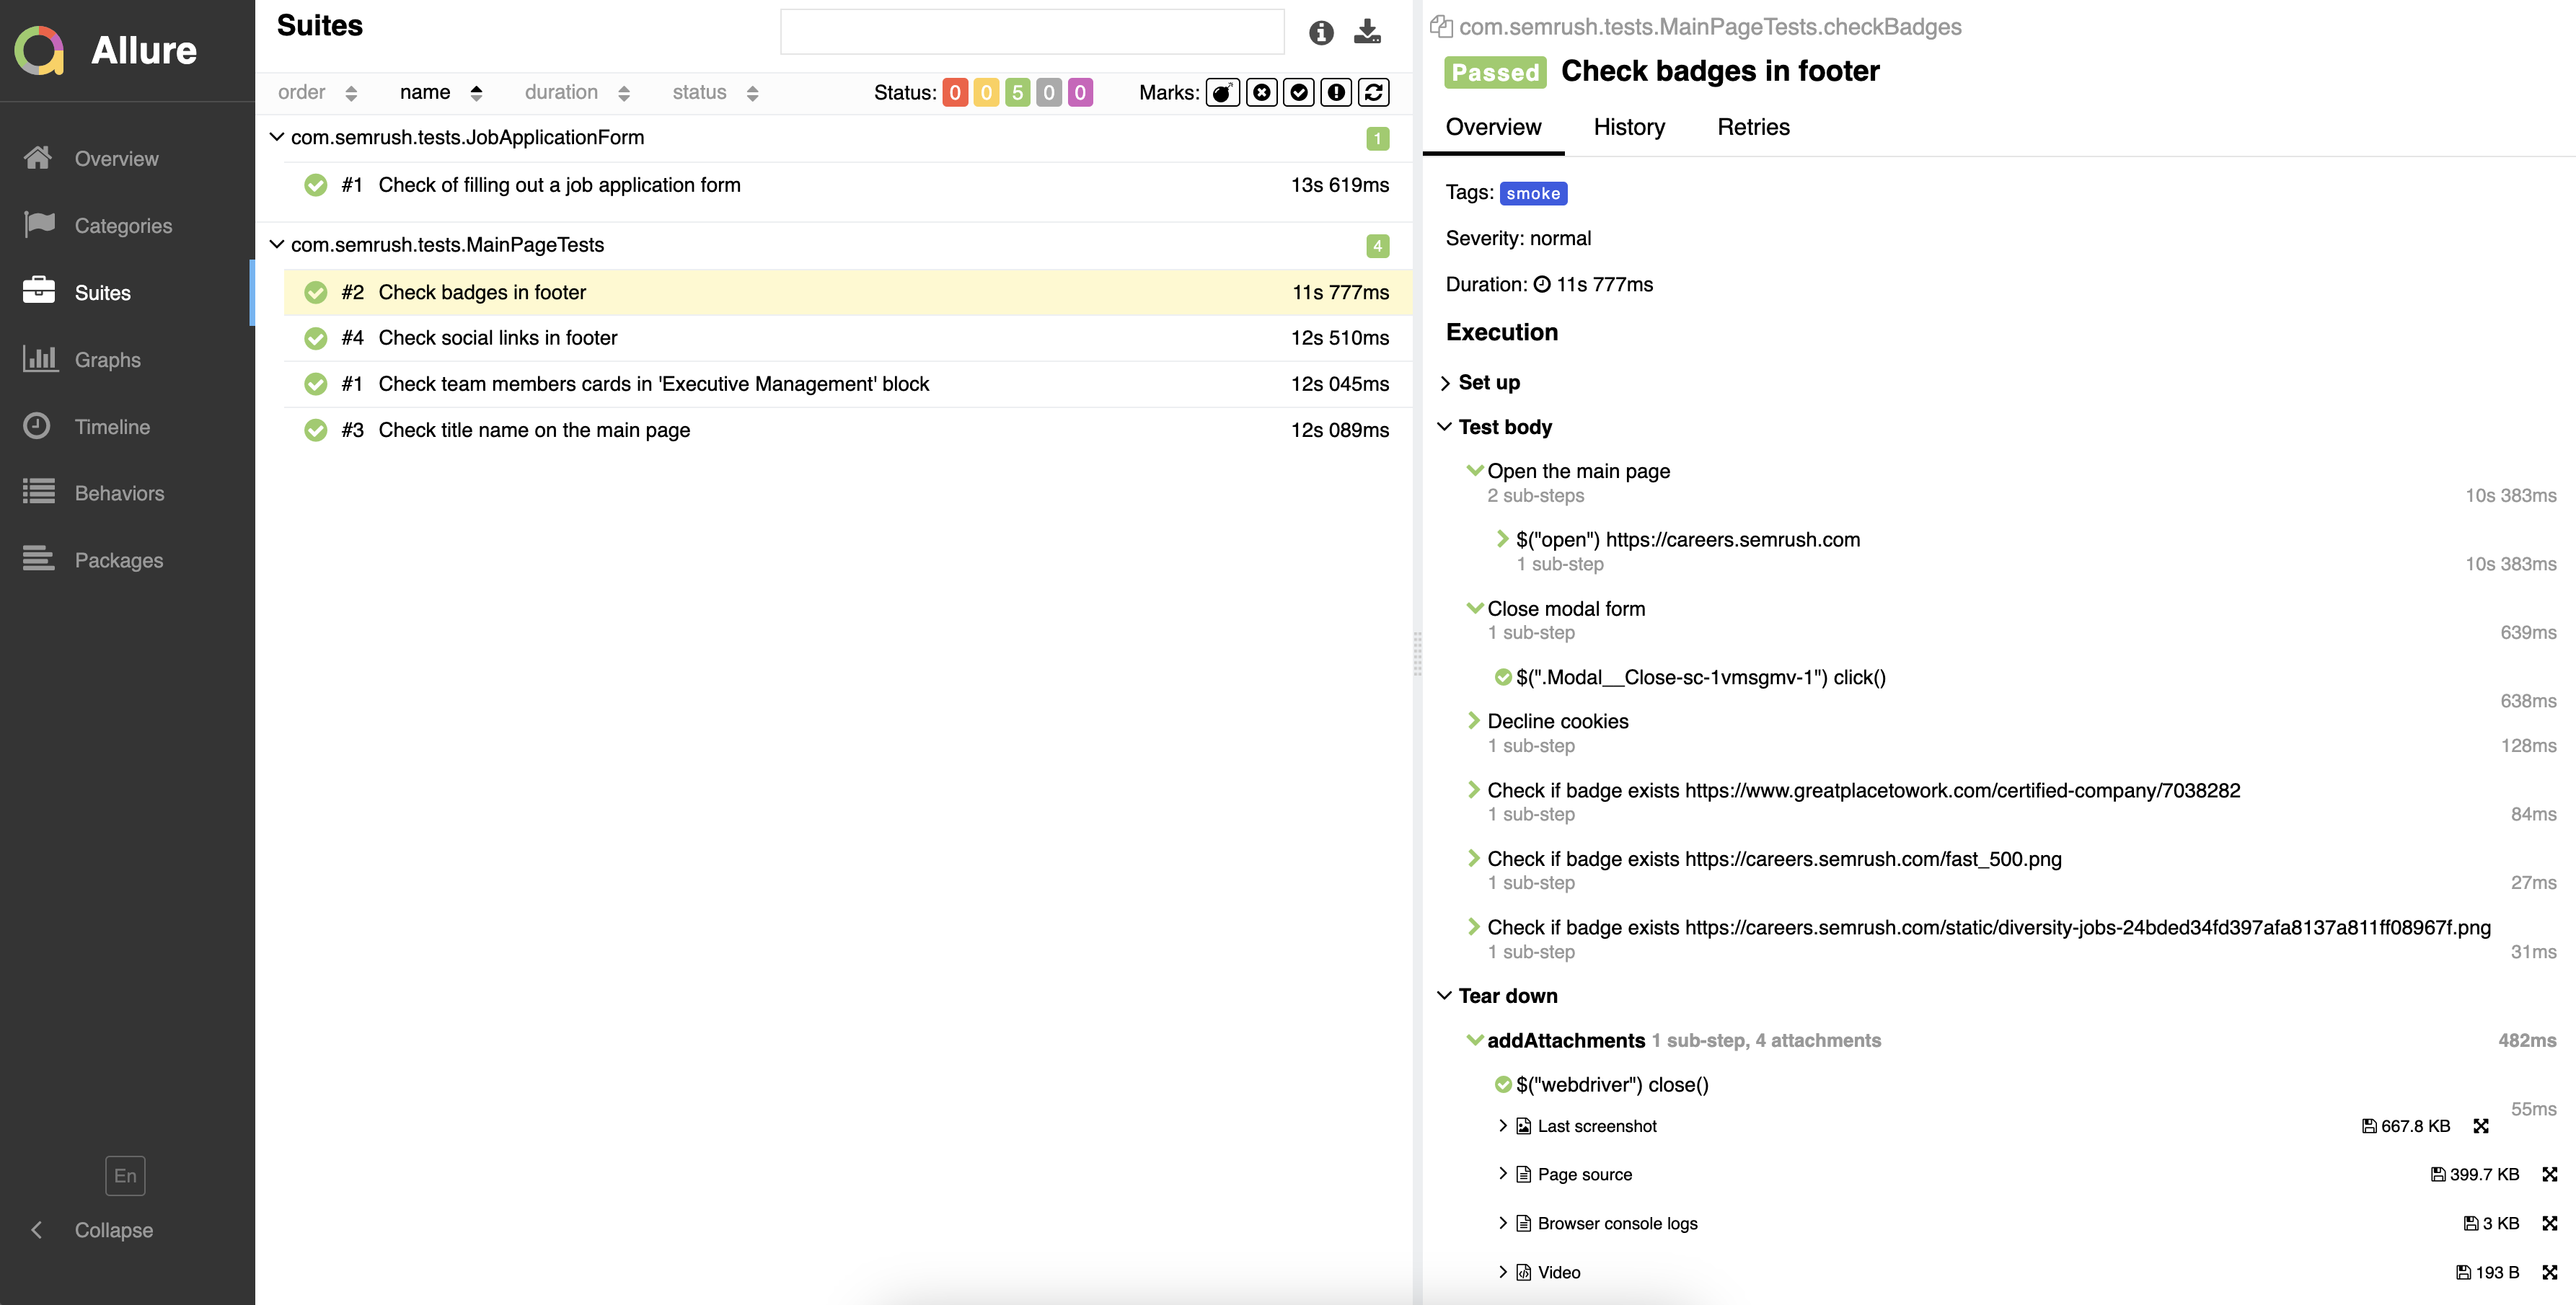 Allure
Overview
Categories
Suites
Graphs
Timeline
Behaviors
Packages
En
Collapse
Suites
order name duration status Status: 0 0 5 0 0 Marks:
com.semrush.tests.JobApplicationForm 1
#1 Check of filling out a job application form 13s 619ms
com.semrush.tests.MainPageTests 4
#2 Check badges in footer 11s 777ms
#4 Check social links in footer 12s 510ms
#1 Check team members cards in 'Executive Management' block 12s 045ms
#3 Check title name on the main page 12s 089ms
com.semrush.tests.MainPageTests.checkBadges
Passed Check badges in footer
Overview History Retries
Tags: smoke
Severity: normal
Duration: 11s 777ms
Execution
Set up
Test body
Open the main page
2 sub-steps 10s 383ms
$("open") https://careers.semrush.com
1 sub-step 10s 383ms
Close modal form
1 sub-step 639ms
$(".Modal__Close-sc-1vmsgmv-1") click()
638ms
Decline cookies
1 sub-step 128ms
Check if badge exists https://www.greatplacetowork.com/certified-company/7038282
1 sub-step 84ms
Check if badge exists https://careers.semrush.com/fast_500.png
1 sub-step 27ms
Check if badge exists https://careers.semrush.com/static/diversity-jobs-24bded34fd397afa8137a811ff08967f.png
1 sub-step 31ms
Tear down
addAttachments 1 sub-step, 4 attachments 482ms
$("webdriver") close()
55ms
Last screenshot 667.8 KB
Page source 399.7 KB
Browser console logs 3 KB
Video 193 B